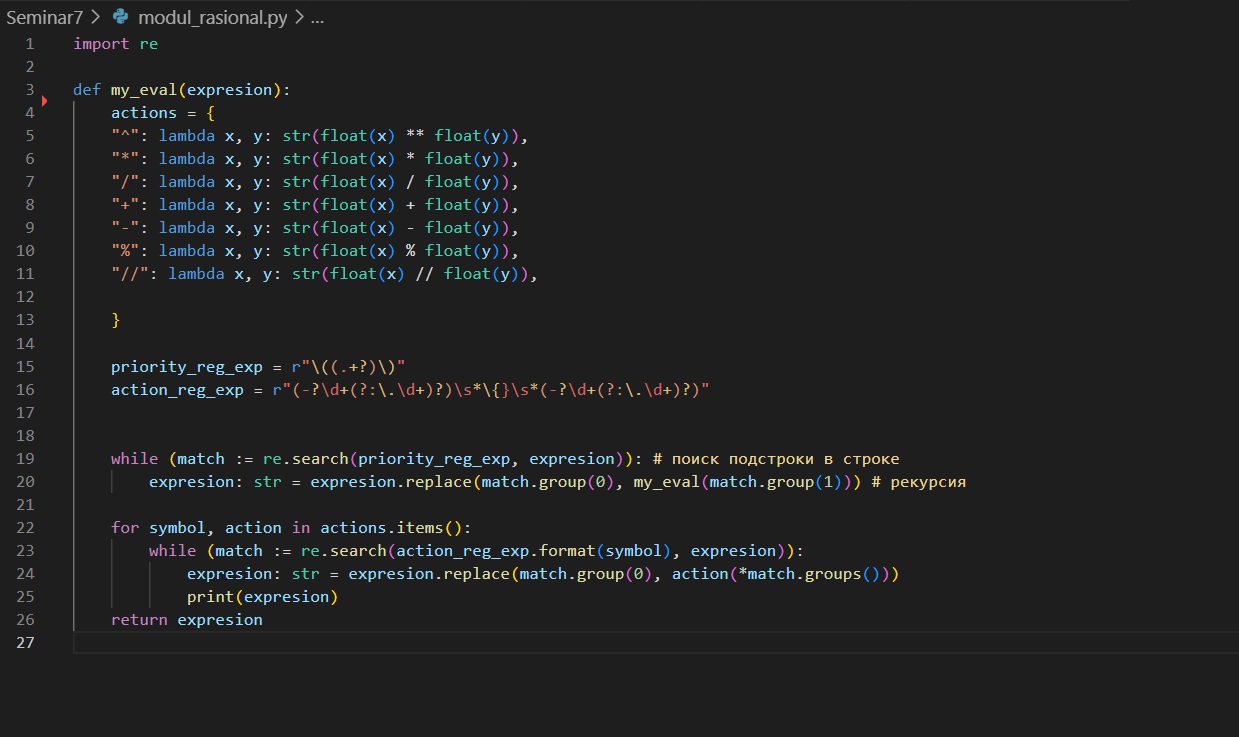 Seminar7 > modul_rasional.py > ...
1 import re
2
3 def my_eval(expresion):
4     actions = {
5     "^": lambda x, y: str(float(x) ** float(y)),
6     "*": lambda x, y: str(float(x) * float(y)),
7     "/": lambda x, y: str(float(x) / float(y)),
8     "+": lambda x, y: str(float(x) + float(y)),
9     "-": lambda x, y: str(float(x) - float(y)),
10     "%": lambda x, y: str(float(x) % float(y)),
11     "//": lambda x, y: str(float(x) // float(y)),
12
13     }
14
15     priority_reg_exp = r"\((.+?)\)"
16     action_reg_exp = r"(-?\d+(?:\.\d+)?)\s*\{}\s*(-?\d+(?:\.\d+)?)"
17
18
19     while (match := re.search(priority_reg_exp, expresion)): # поиск подстроки в строке
20         expresion: str = expresion.replace(match.group(0), my_eval(match.group(1))) # рекурсия
21
22     for symbol, action in actions.items():
23         while (match := re.search(action_reg_exp.format(symbol), expresion)):
24             expresion: str = expresion.replace(match.group(0), action(*match.groups()))
25             print(expresion)
26     return expresion
27